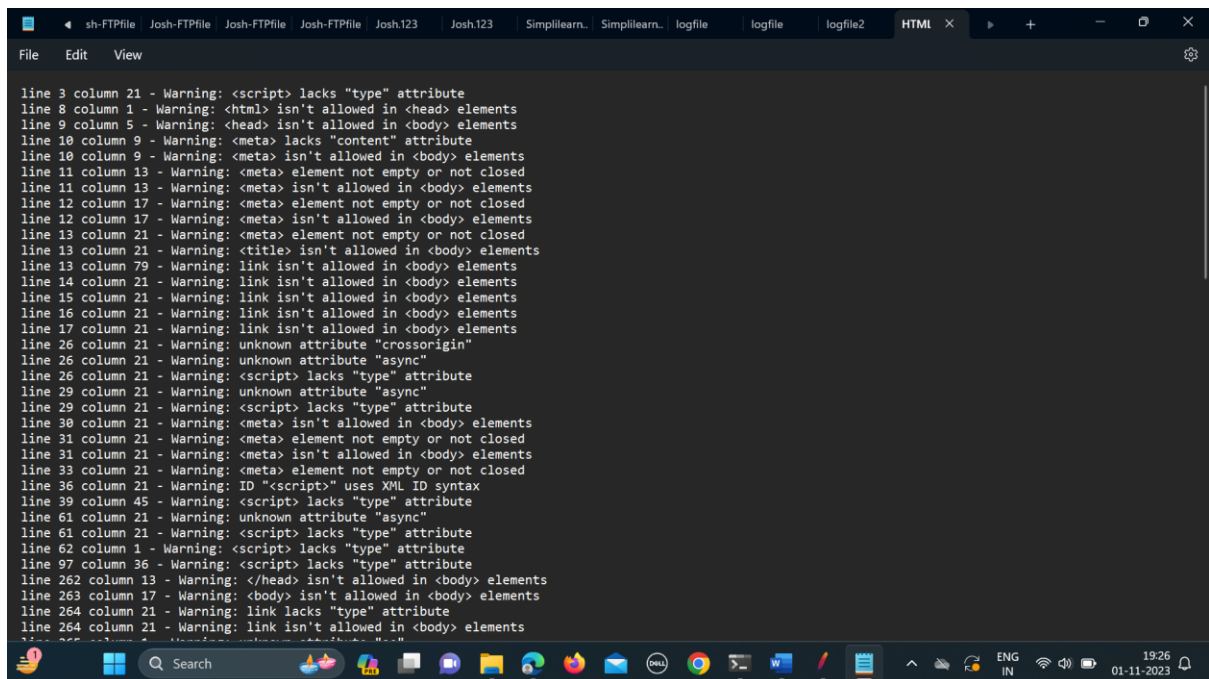 sh-FTPfile Josh-FTPfile Josh-FTPfile Josh-FTPfile Josh.123 Josh.123 Simplilearn.. Simplilearn.. logfile logfile logfile2 HTML
File Edit View
line 3 column 21 - Warning: <script> lacks "type" attribute
line 8 column 1 - Warning: <html> isn't allowed in <head> elements
line 9 column 5 - Warning: <head> isn't allowed in <body> elements
line 10 column 9 - Warning: <meta> lacks "content" attribute
line 10 column 9 - Warning: <meta> isn't allowed in <body> elements
line 11 column 13 - Warning: <meta> element not empty or not closed
line 11 column 13 - Warning: <meta> isn't allowed in <body> elements
line 12 column 17 - Warning: <meta> element not empty or not closed
line 12 column 17 - Warning: <meta> isn't allowed in <body> elements
line 13 column 21 - Warning: <meta> element not empty or not closed
line 13 column 21 - Warning: <title> isn't allowed in <body> elements
line 13 column 79 - Warning: link isn't allowed in <body> elements
line 14 column 21 - Warning: link isn't allowed in <body> elements
line 15 column 21 - Warning: link isn't allowed in <body> elements
line 16 column 21 - Warning: link isn't allowed in <body> elements
line 17 column 21 - Warning: link isn't allowed in <body> elements
line 26 column 21 - Warning: unknown attribute "crossorigin"
line 26 column 21 - Warning: unknown attribute "async"
line 26 column 21 - Warning: <script> lacks "type" attribute
line 29 column 21 - Warning: unknown attribute "async"
line 29 column 21 - Warning: <script> lacks "type" attribute
line 30 column 21 - Warning: <meta> isn't allowed in <body> elements
line 31 column 21 - Warning: <meta> element not empty or not closed
line 31 column 21 - Warning: <meta> isn't allowed in <body> elements
line 33 column 21 - Warning: <meta> element not empty or not closed
line 36 column 21 - Warning: ID "<script>" uses XML ID syntax
line 39 column 45 - Warning: <script> lacks "type" attribute
line 61 column 21 - Warning: unknown attribute "async"
line 61 column 21 - Warning: <script> lacks "type" attribute
line 62 column 1 - Warning: <script> lacks "type" attribute
line 97 column 36 - Warning: <script> lacks "type" attribute
line 262 column 13 - Warning: </head> isn't allowed in <body> elements
line 263 column 17 - Warning: <body> isn't allowed in <body> elements
line 264 column 21 - Warning: link lacks "type" attribute
line 264 column 21 - Warning: link isn't allowed in <body> elements
line 265 column 1 - Warning: unknown attribute "as"
1 Search PRE DELL W ENG 19:26
IN 01-11-2023